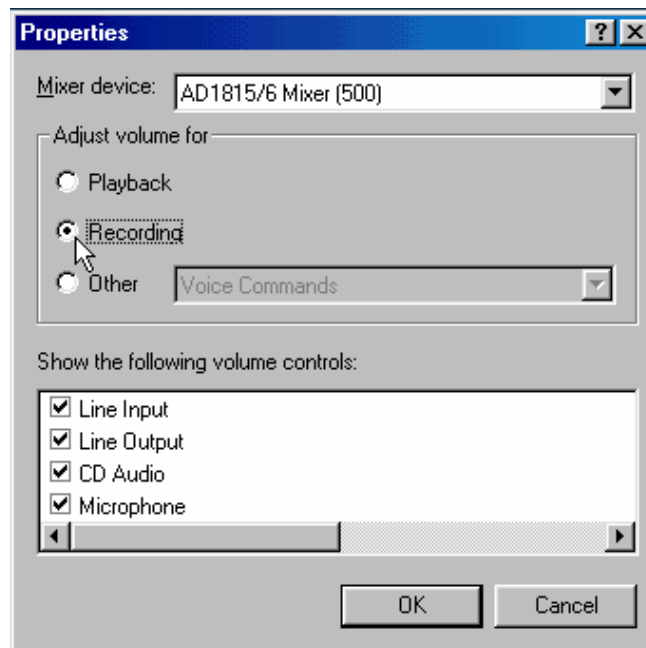 Properties
Mixer device: AD1815/6 Mixer (500)
Adjust volume for
Playback
Recording
Other Voice Commands
Show the following volume controls:
Line Input
Line Output
CD Audio
Microphone
OK Cancel